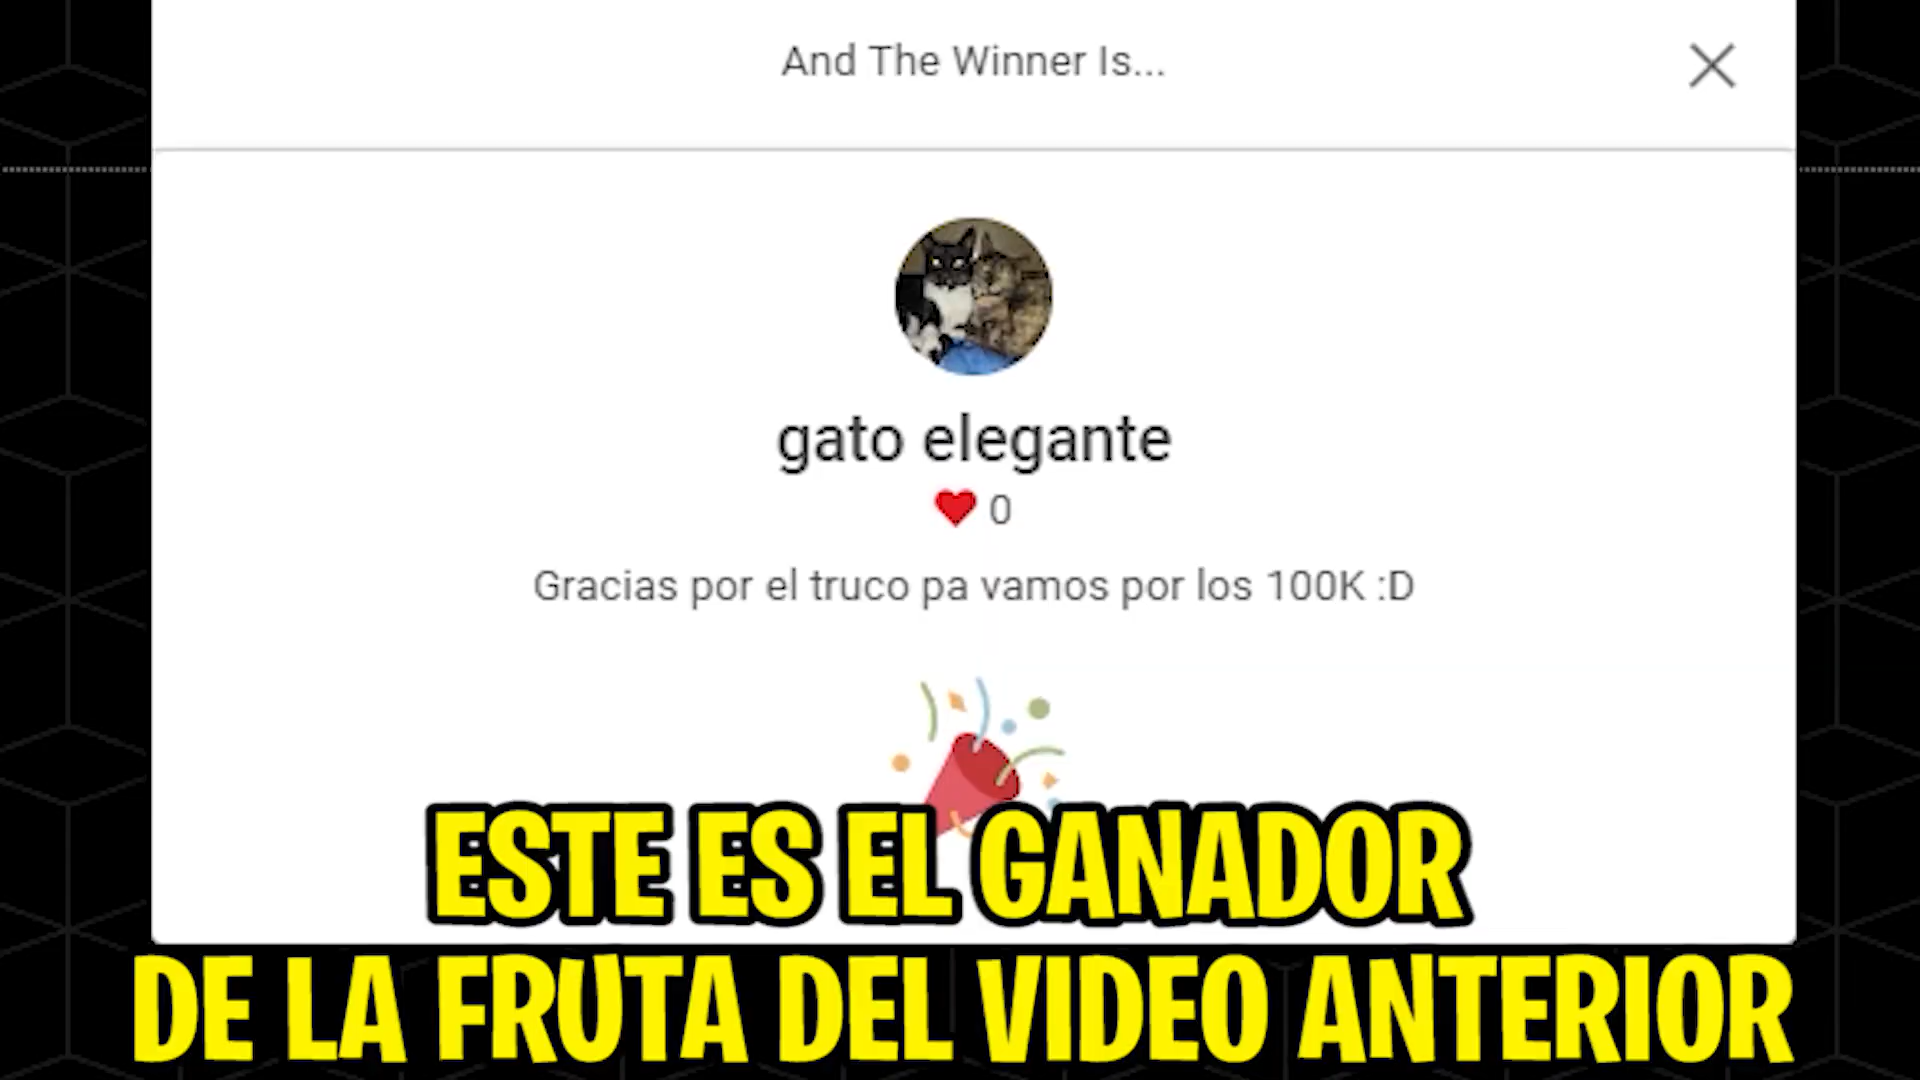 And The Winner Is...
gato elegante
0
Gracias por el truco pa vamos por los 100K :D
ESTE ES EL GANADOR
DE LA FRUTA DEL VIDEO ANTERIOR